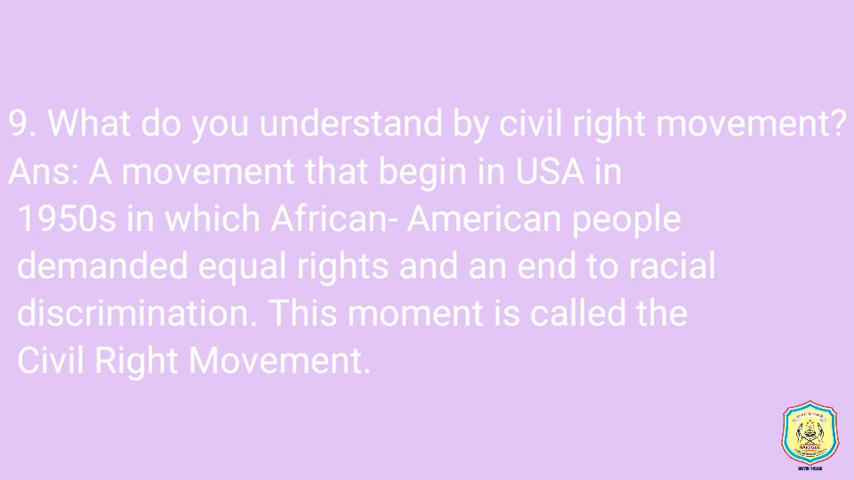 9. What do you understand by civil right movement?
Ans: A movement that begin in USA in
1950s in which African- American people
demanded equal rights and an end to racial
discrimination. This moment is called the
Civil Right Movement.